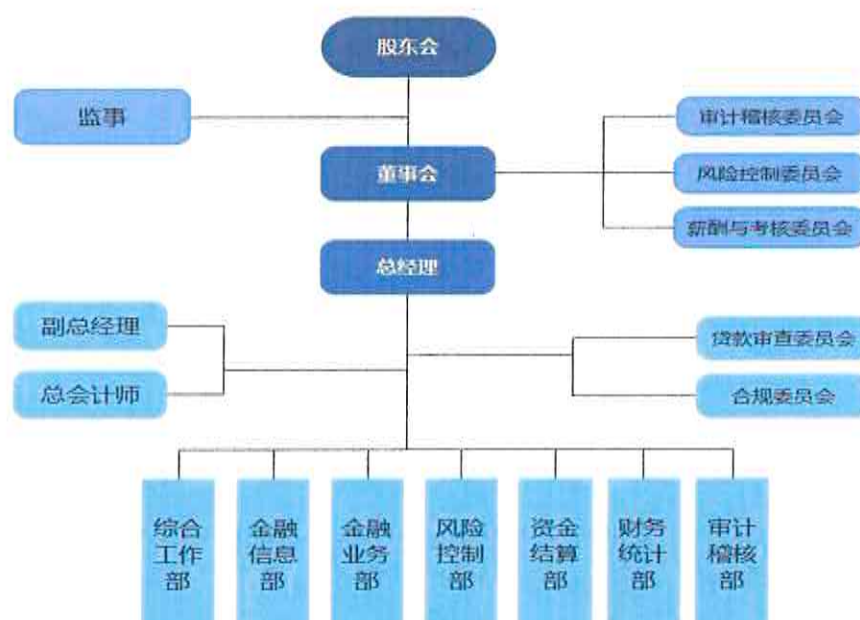 股东会
监事
审计稽核委员会
董事会
风险控制委员会
薪酬与考核委员会
总经理
副总经理
贷款审查委员会
总会计师
合规委员会
综合
工作
部
金融
信息
部
金融
业务
部
风险
控制
部
资金
结算
部
财务
统计
部
审计
稽核
部